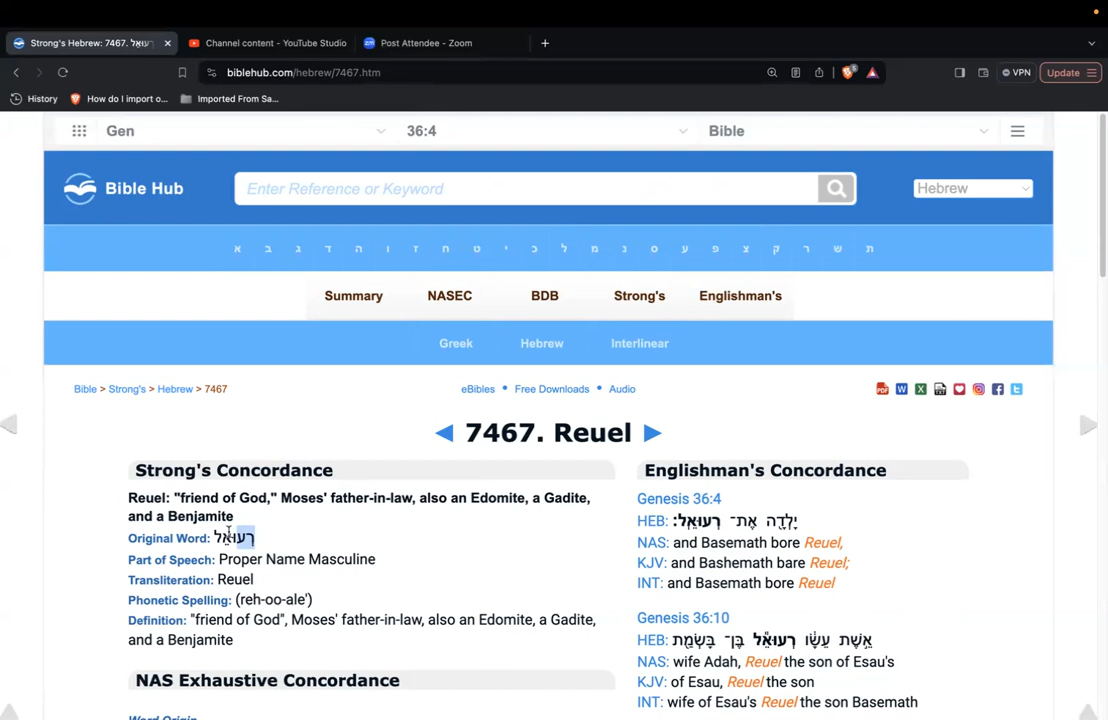 Strong's Hebrew: 7467. רְעוּאֵל
Channel content - YouTube Studio
Post Attendee - Zoom
biblehub.com/hebrew/7467.htm
6
VPN
Update
History
How do I import o...
Imported From Sa...
Gen
36:4
Bible
Bible Hub
Enter Reference or Keyword
Hebrew
א ב ג ד ה ו ז ח ט י כ ל מ נ ס ע פ צ ק ר ש ת
Summary NASEC BDB Strong's Englishman's
Greek Hebrew Interlinear
Bible > Strong's > Hebrew > 7467
eBibles • Free Downloads • Audio
◄ 7467. Reuel ►
Strong's Concordance
Reuel: "friend of God," Moses' father-in-law, also an Edomite, a Gadite,
and a Benjamite
Original Word: רְעוּאֵל
Part of Speech: Proper Name Masculine
Transliteration: Reuel
Phonetic Spelling: (reh-oo-ale')
Definition: "friend of God", Moses' father-in-law, also an Edomite, a Gadite,
and a Benjamite
NAS Exhaustive Concordance
Word Origin
Englishman's Concordance
Genesis 36:4
HEB: יָלְדָ֖ה אֶת־ רְעוּאֵֽל׃
NAS: and Basemath bore Reuel,
KJV: and Bashemath bare Reuel;
INT: and Basemath bore Reuel
Genesis 36:10
HEB: אֵ֣שֶׁת עֵשָׂ֔ו רְעוּאֵ֕ל בֶּן־ בָּשְׂמַ֖ת
NAS: wife Adah, Reuel the son of Esau's
KJV: of Esau, Reuel the son
INT: wife of Esau's Reuel the son Basemath